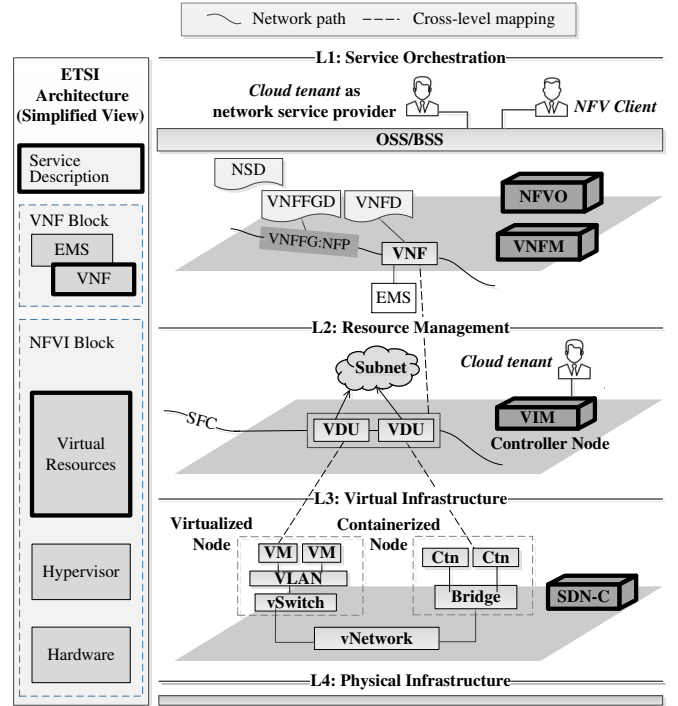 Network path
Cross-level mapping
ETSI
Architecture
(Simplified View)
Service
Description
VNF Block
EMS
VNF
NFVI Block
Virtual
Resources
Hypervisor
Hardware
L1: Service Orchestration
Cloud tenant as
network service provider
NFV Client
OSS/BSS
NSD
VNFFGD
VNFD
NFVO
VNFFG:NFP
VNF
VNFM
EMS
L2: Resource Management
Subnet
Cloud tenant
SFC
VDU
VDU
VIM
Controller Node
L3: Virtual Infrastructure
Virtualized
Node
Containerized
Node
VM
VM
VLAN
vSwitch
Ctn
Ctn
Bridge
SDN-C
vNetwork
L4: Physical Infrastructure